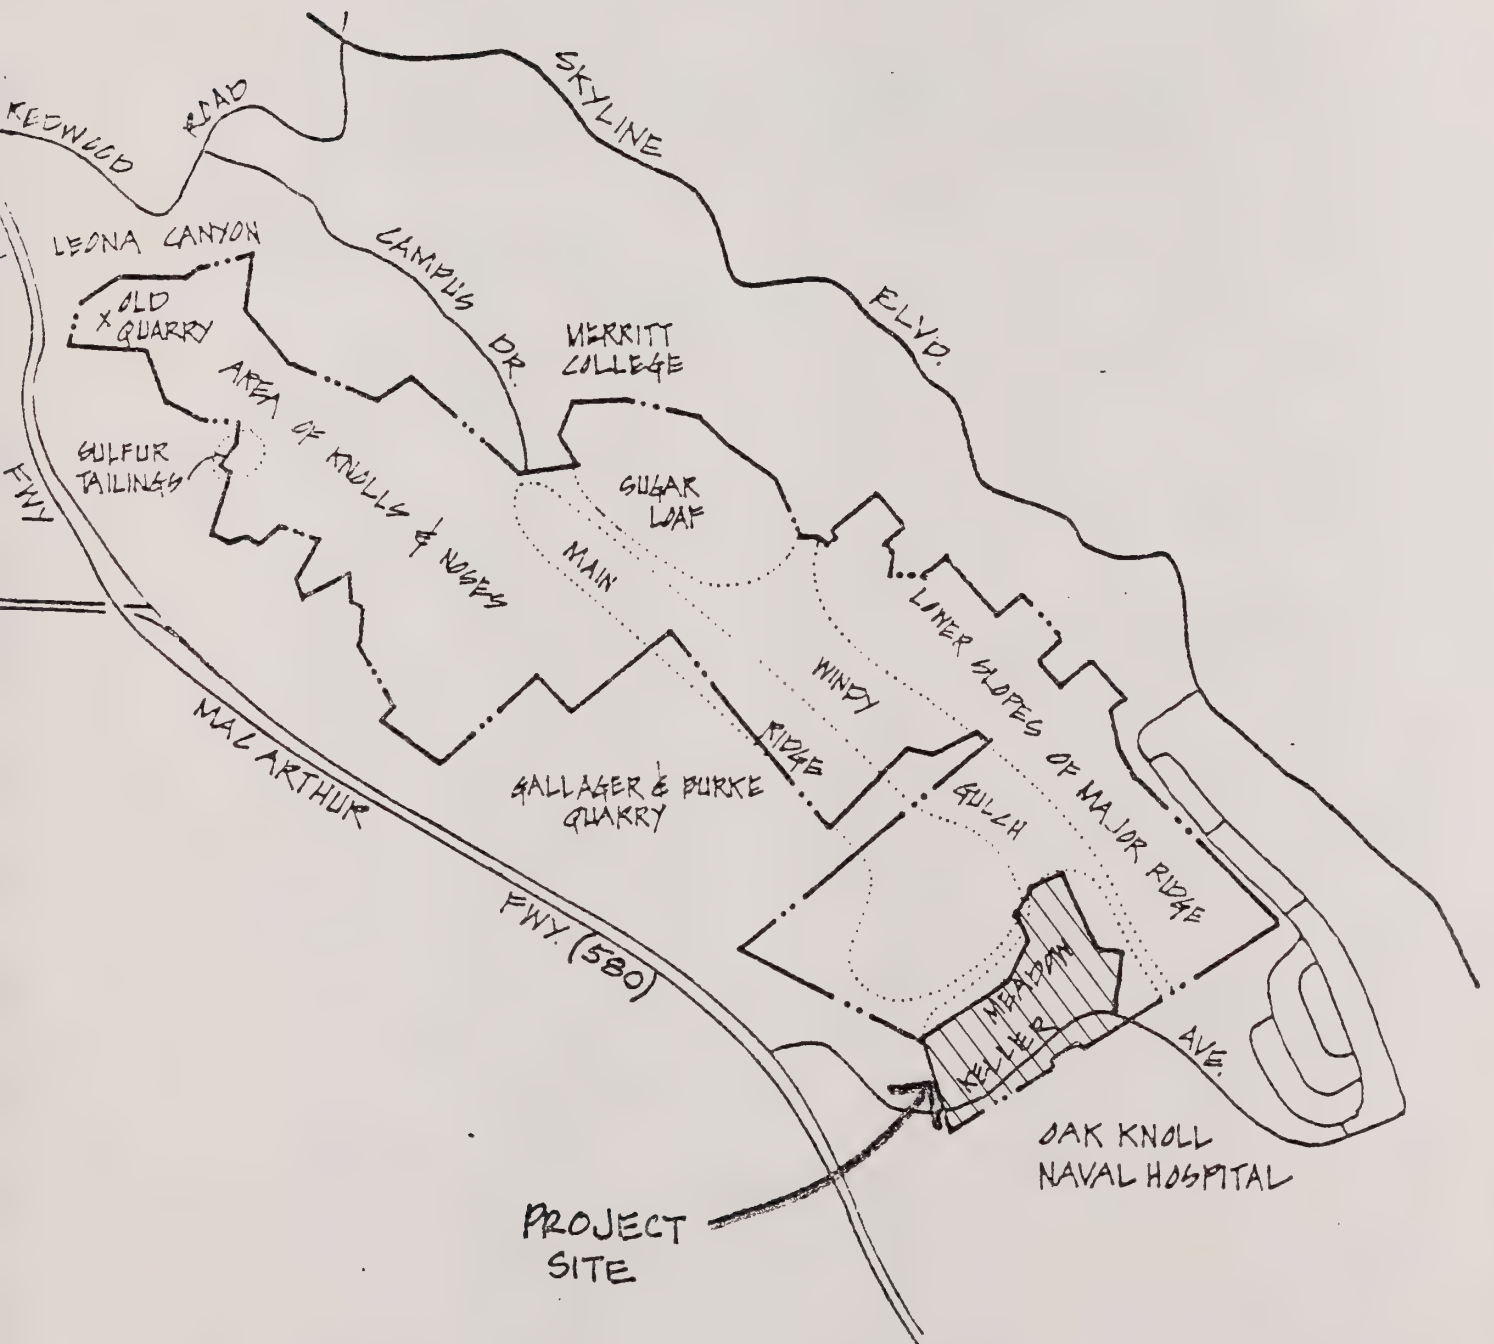 SKYLINE
BLVD.
REDWOOD
ROAD
LEONA CANYON
CAMPUS
DR.
X OLD
QUARRY
MERRITT
COLLEGE
AREA OF KNOLLS & NOSES
SULFUR
TAILINGS
FWY
SUGAR
LOAF
MAIN
RIDGE
WINDY
GULCH
LOWER SLOPES OF MAJOR RIDGE
MAC ARTHUR
FWY. (580)
GALLAGER & BURKE
QUARRY
MEADOW
KELLER
AVE.
OAK KNOLL
NAVAL HOSPITAL
PROJECT
SITE